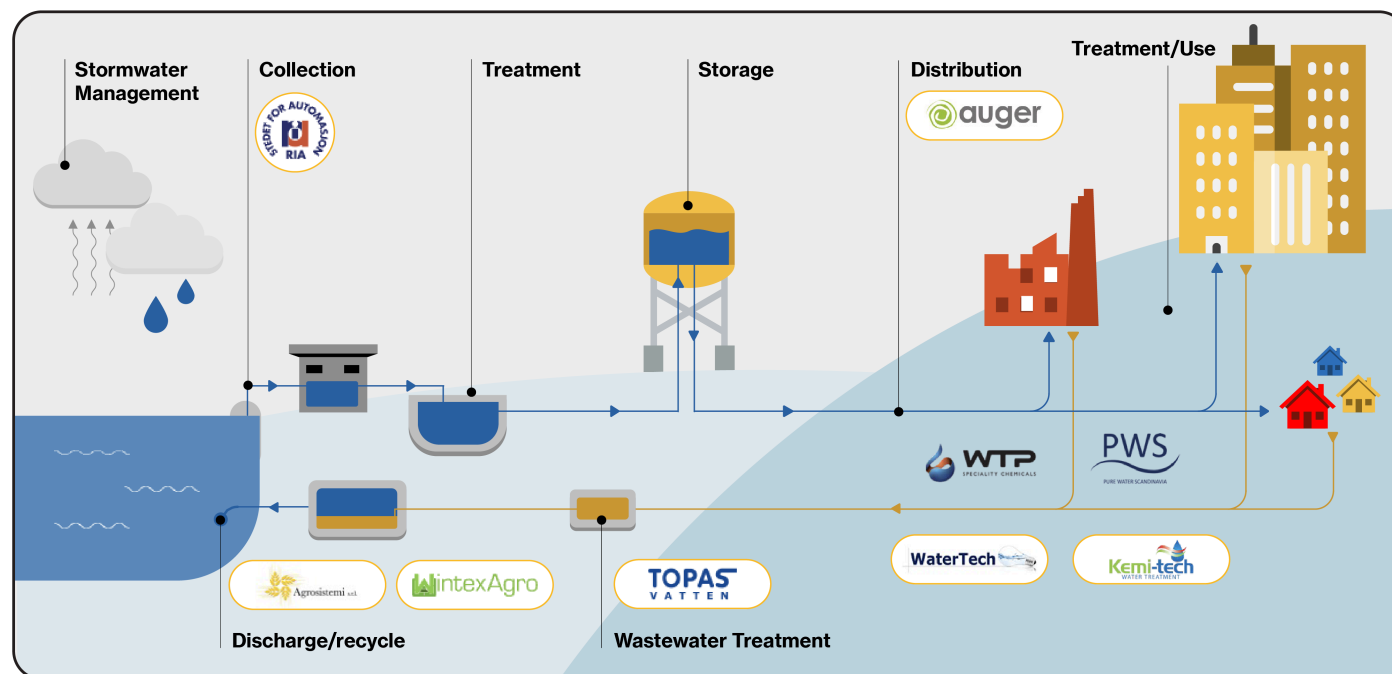 Stormwater
Management
Collection
Treatment
Storage
Distribution
Treatment/Use
STEDET FOR AUTOMASJON
RIA
auger
WTP
SPECIALITY CHEMICALS
PWS
PURE WATER SCANDINAVIA
WaterTech
Kemi-tech
WATER TREATMENT
Agrosistemi s.r.l.
WintexAgro
TOPAS
VATTEN
Discharge/recycle
Wastewater Treatment